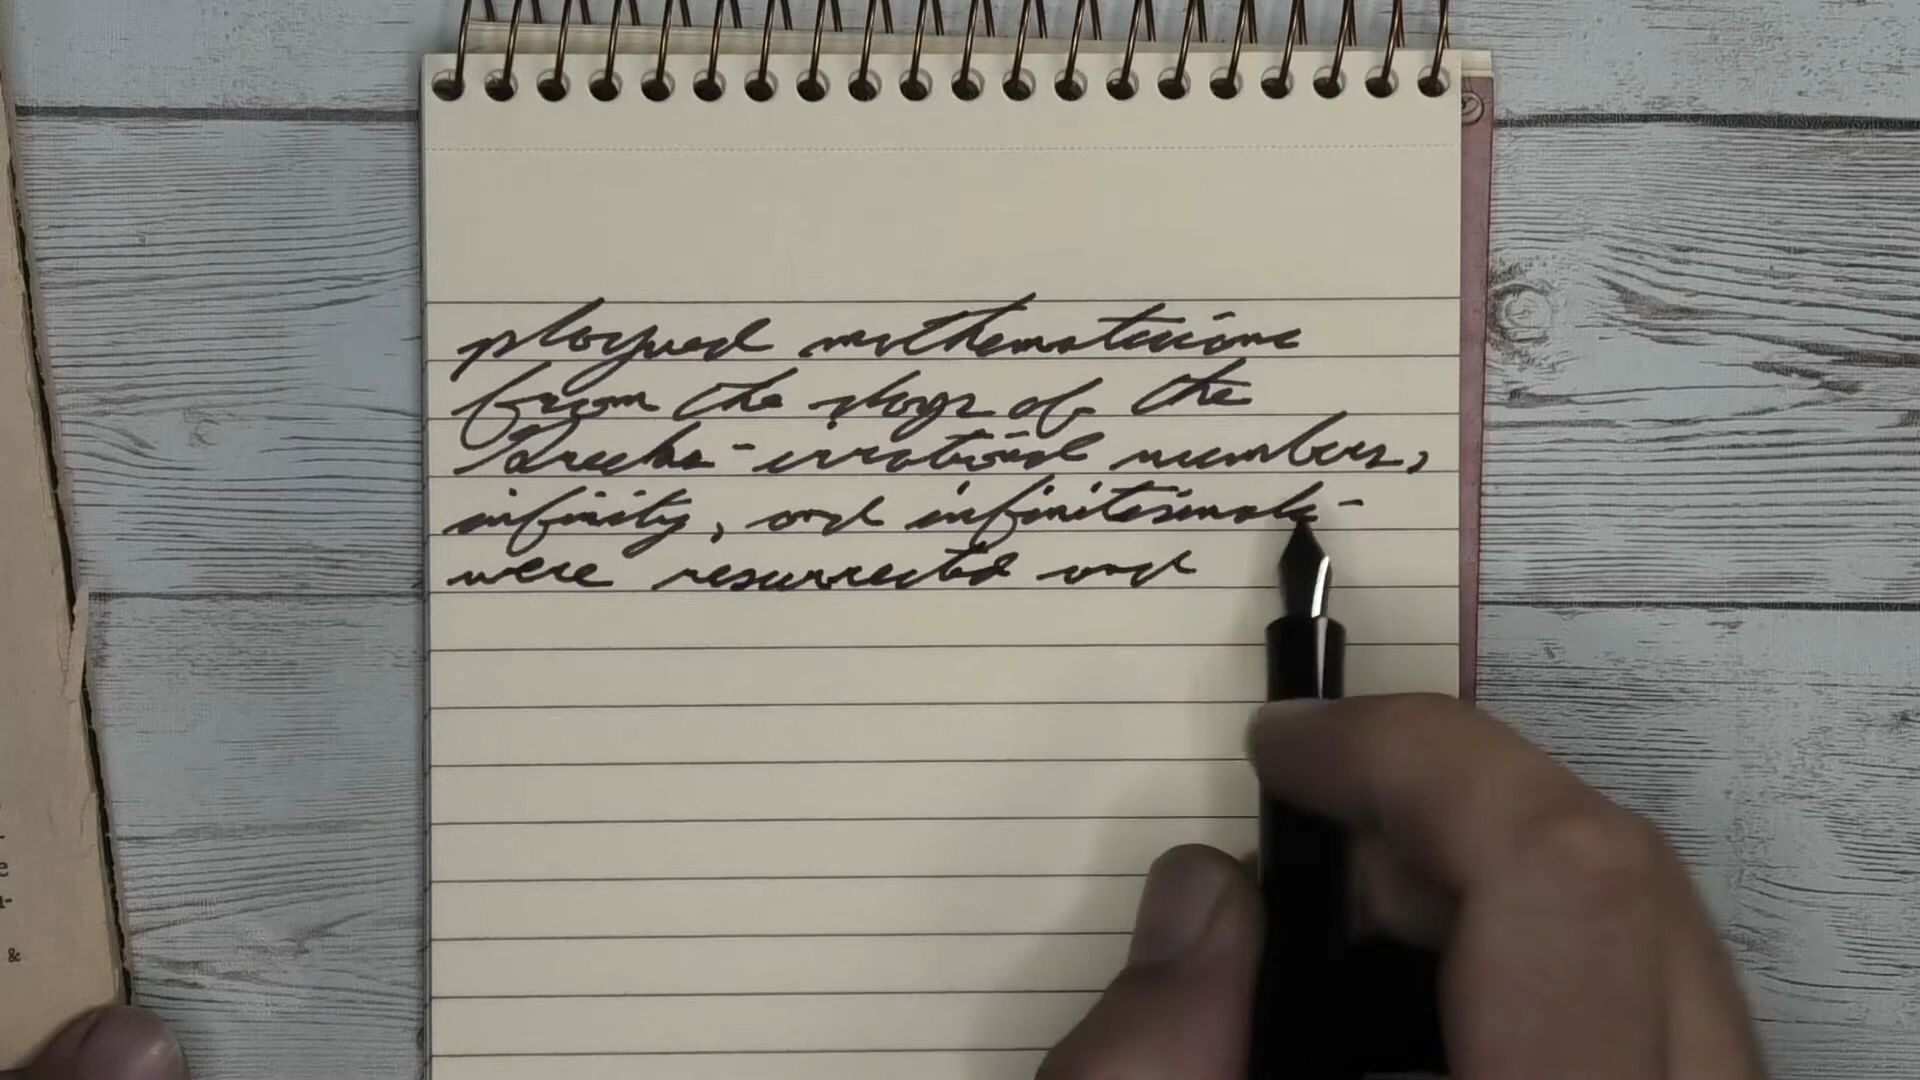 plagued mathematicians
from the days of the
Greeks - irrational numbers,
infinity, and infinitesimals -
were resurrected and
e
&